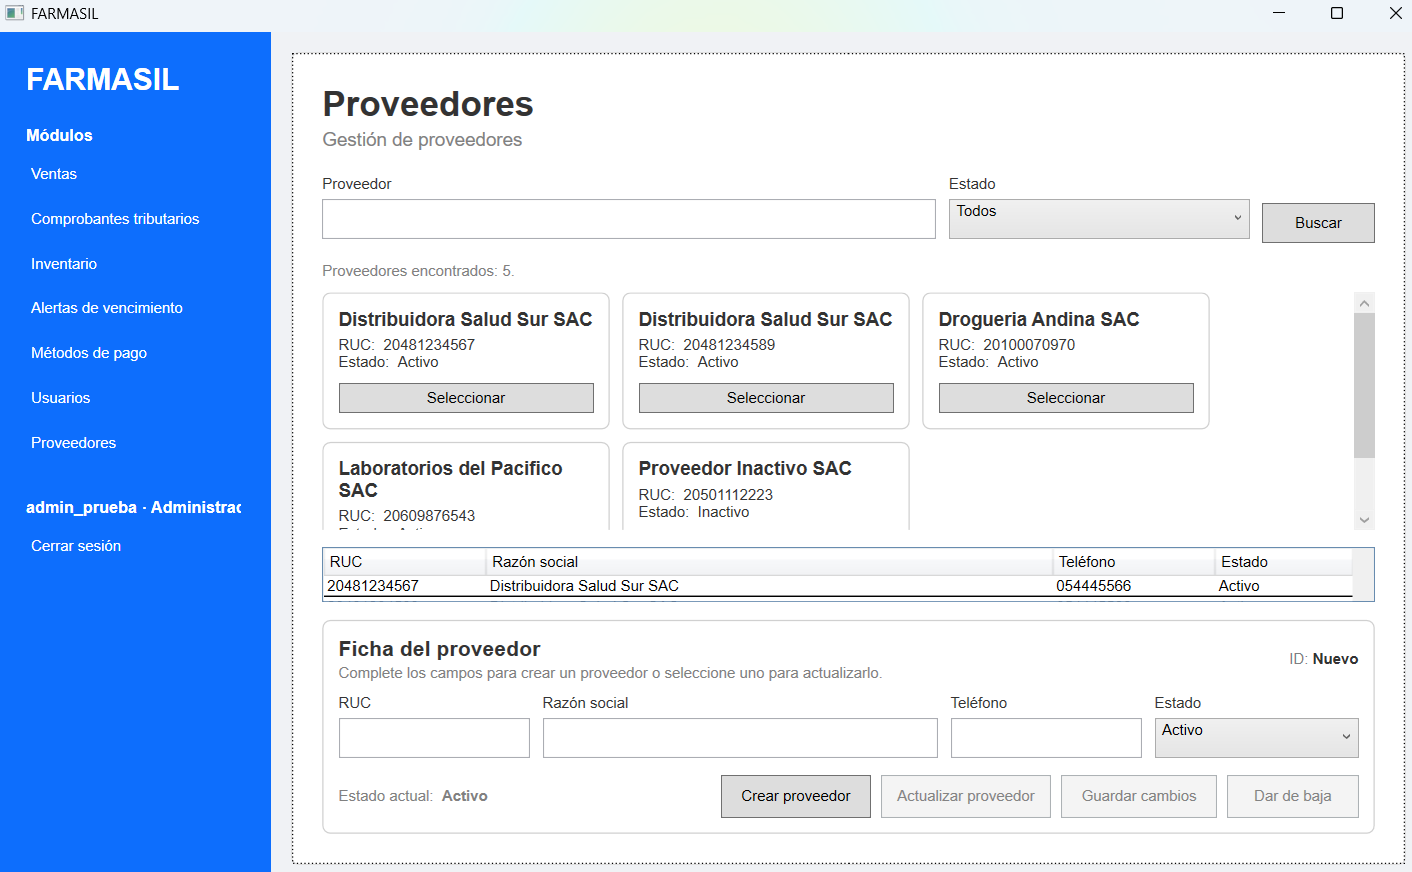 FARMASIL
FARMASIL
Módulos
Ventas
Comprobantes tributarios
Inventario
Alertas de vencimiento
Métodos de pago
Usuarios
Proveedores
admin_prueba · Administrac
Cerrar sesión
Proveedores
Gestión de proveedores
Proveedor
Estado
Todos
Buscar
Proveedores encontrados: 5.
Distribuidora Salud Sur SAC
RUC: 20481234567
Estado: Activo
Seleccionar
Distribuidora Salud Sur SAC
RUC: 20481234589
Estado: Activo
Seleccionar
Drogueria Andina SAC
RUC: 20100070970
Estado: Activo
Seleccionar
Laboratorios del Pacifico
SAC
RUC: 20609876543
Proveedor Inactivo SAC
RUC: 20501112223
Estado: Inactivo
RUC Razón social Teléfono Estado
20481234567 Distribuidora Salud Sur SAC 054445566 Activo
Ficha del proveedor
Complete los campos para crear un proveedor o seleccione uno para actualizarlo.
ID: Nuevo
RUC
Razón social
Teléfono
Estado
Activo
Estado actual: Activo
Crear proveedor
Actualizar proveedor
Guardar cambios
Dar de baja